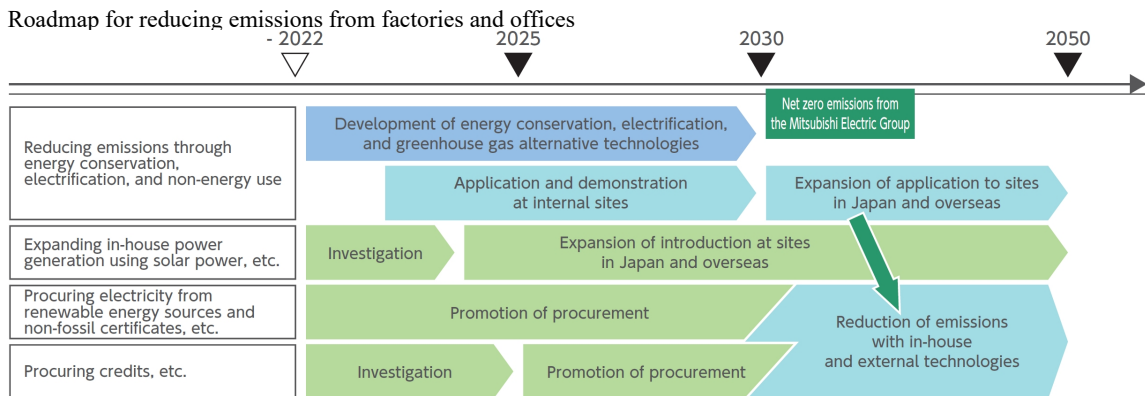 Roadmap for reducing emissions from factories and offices
- 2022
2025
2030
2050
Net zero emissions from
the Mitsubishi Electric Group
Reducing emissions through
energy conservation,
electrification, and non-energy use
Development of energy conservation, electrification,
and greenhouse gas alternative technologies
Application and demonstration
at internal sites
Expansion of application to sites
in Japan and overseas
Expanding in-house power
generation using solar power, etc.
Investigation
Expansion of introduction at sites
in Japan and overseas
Procuring electricity from
renewable energy sources and
non-fossil certificates, etc.
Promotion of procurement
Reduction of emissions
with in-house
and external technologies
Procuring credits, etc.
Investigation
Promotion of procurement